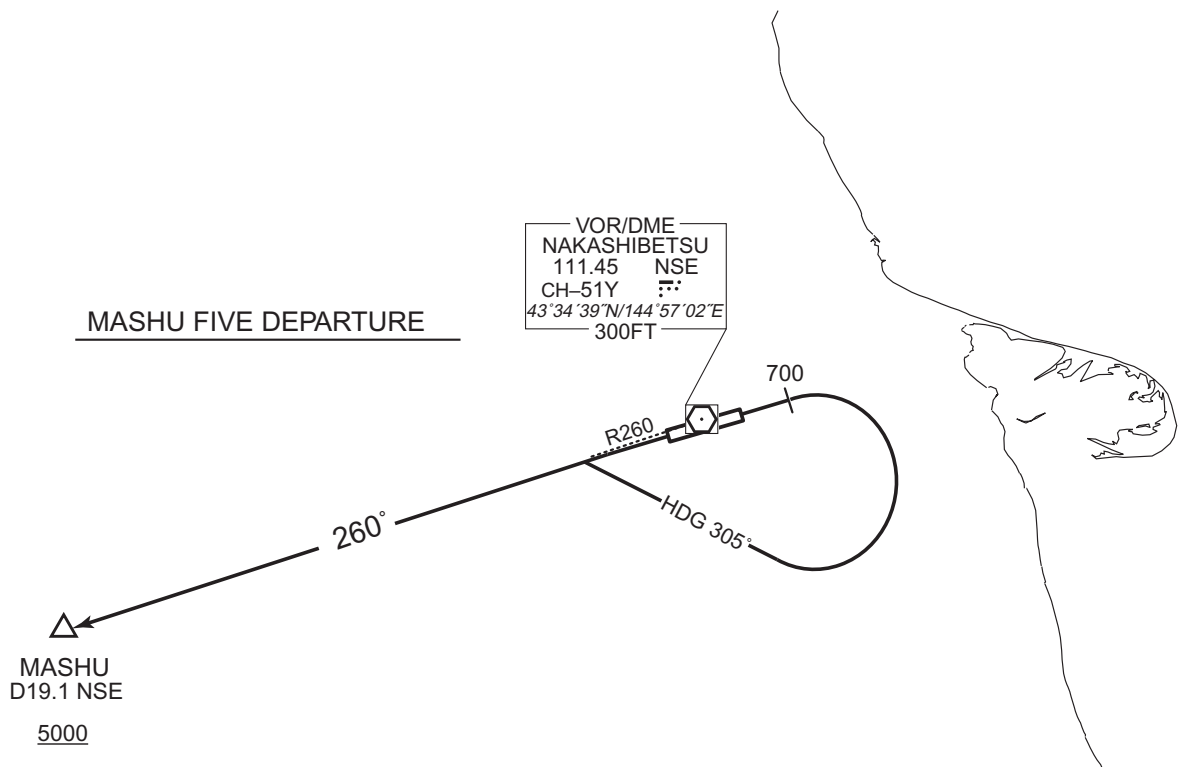 VOR/DME
NAKASHIBETSU
111.45 NSE
CH–51Y
43°34´39˝N/144°57´02˝E
300FT
MASHU FIVE DEPARTURE
700
R260
HDG 305°
260°
MASHU
D19.1 NSE
5000